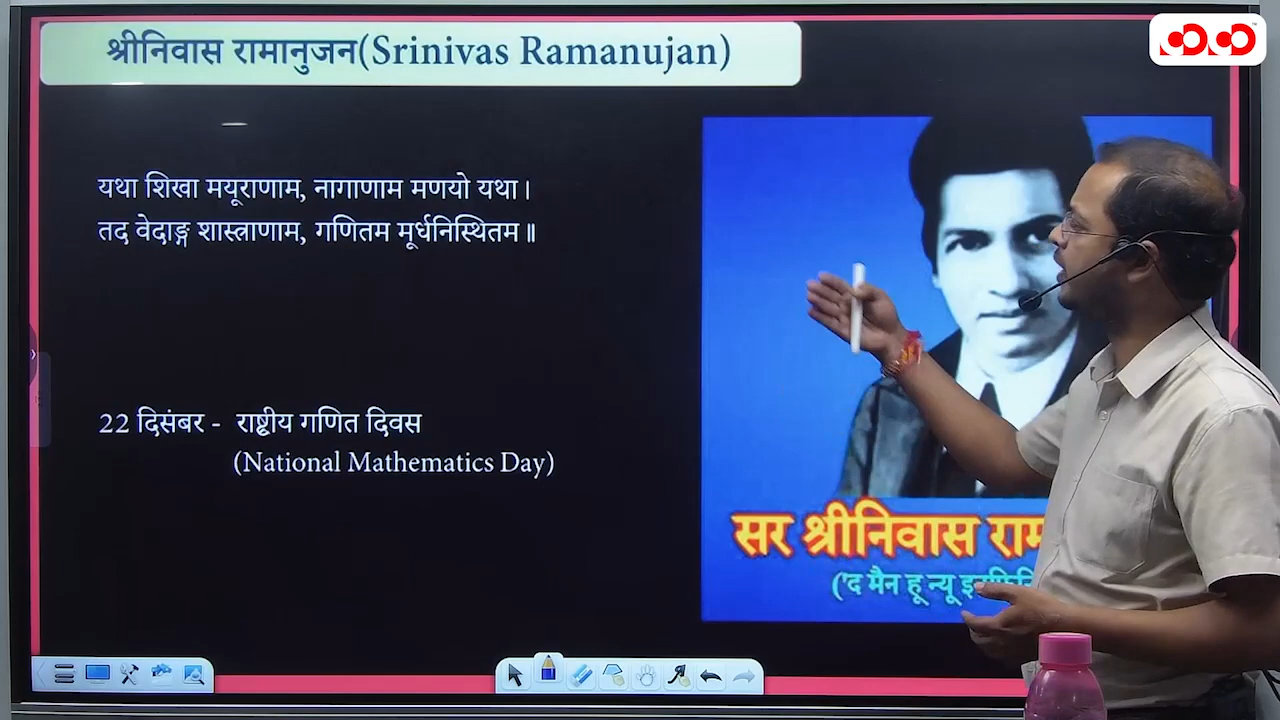 श्रीनिवास रामानुजन(Srinivas Ramanujan)
यथा शिखा मयूराणाम, नागाणाम मणयो यथा।
तद वेदाङ्ग शास्त्राणाम, गणितम मूर्धनिस्थितम॥
22 दिसंबर - राष्ट्रीय गणित दिवस
(National Mathematics Day)
सर श्रीनिवास
('द मैन हू न्यू